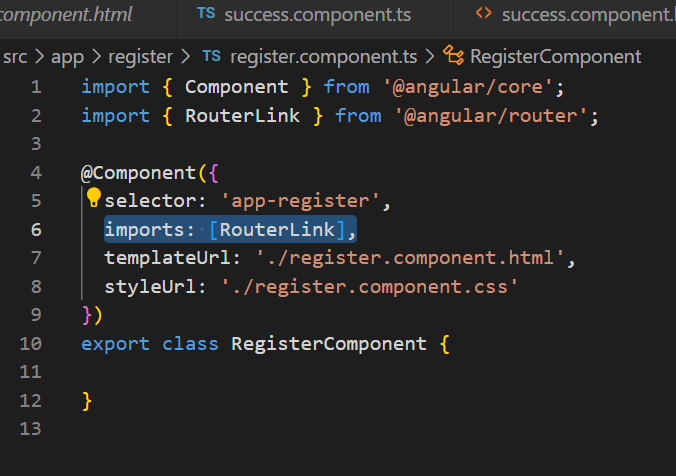 component.html TS success.component.ts <> success.component.
src > app > register > TS register.component.ts > RegisterComponent
1 import { Component } from '@angular/core';
2 import { RouterLink } from '@angular/router';
3
4 @Component({
5 selector: 'app-register',
6 imports: [RouterLink],
7 templateUrl: './register.component.html',
8 styleUrl: './register.component.css'
9 })
10 export class RegisterComponent {
11
12 }
13